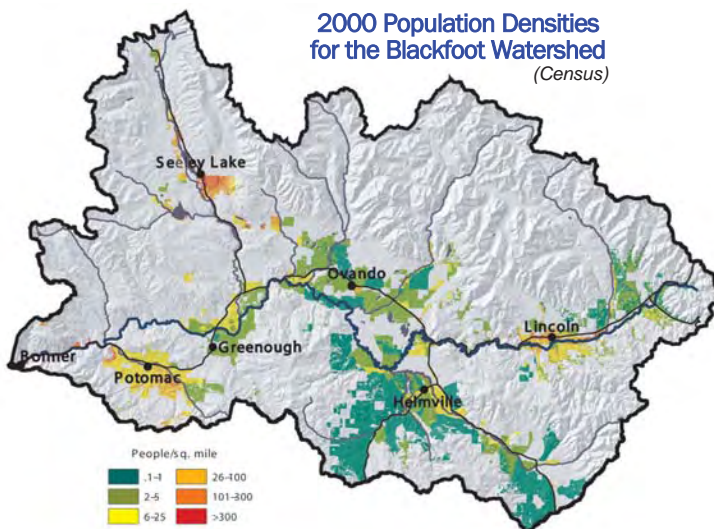 2000 Population Densities
for the Blackfoot Watershed
(Census)
Seeley Lake
Ovando
Lincoln
Bonner
Greenough
Potomac
Helmville
People/sq. mile
.1-1
2-5
6-25
26-100
101-300
>300